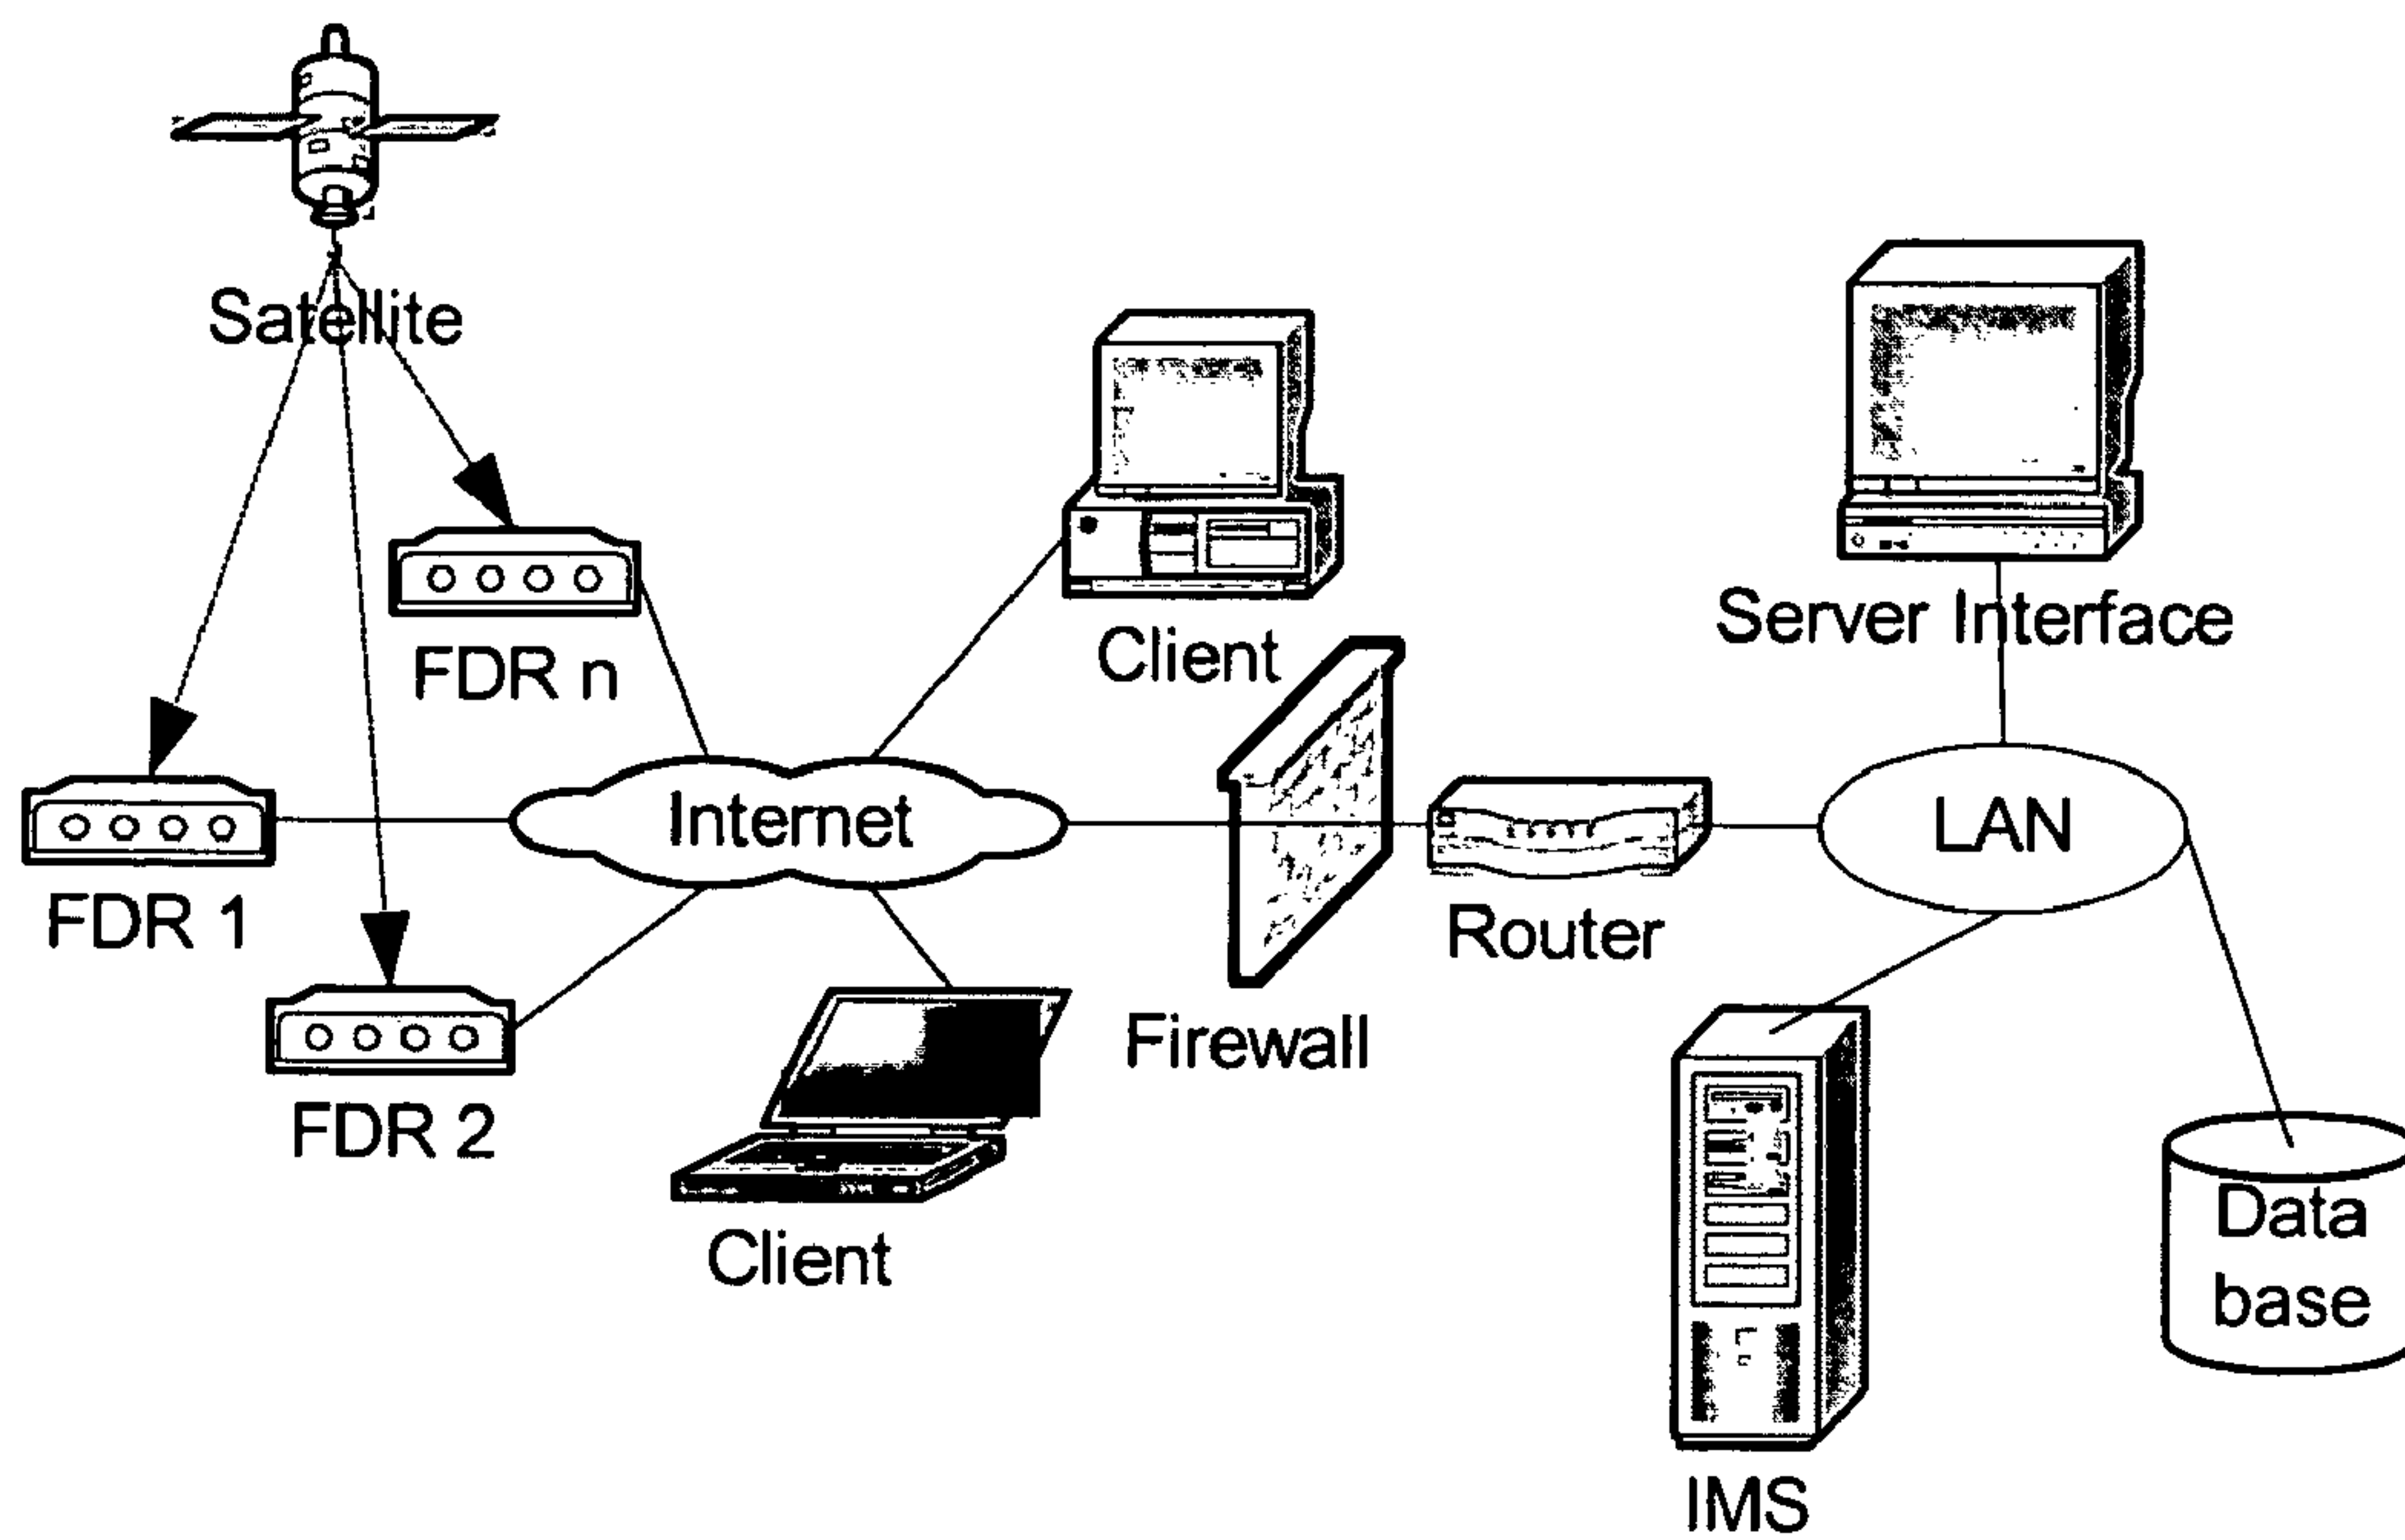 Satellite
Server Interface
Client
FDR n
Internet
LAN
FDR 1
Router
Firewall
FDR 2
Client
Data
base
IMS